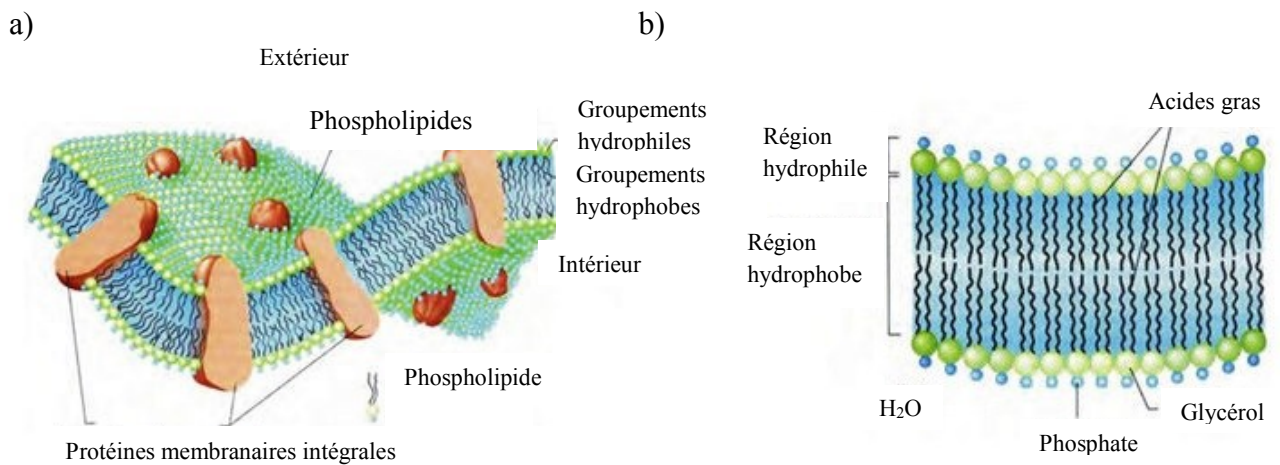 a)
Extérieur
Phospholipides
Groupements
hydrophiles
Groupements
hydrophobes
Intérieur
Phospholipide
Protéines membranaires intégrales
b)
Acides gras
Région
hydrophile
Région
hydrophobe
H₂O
Glycérol
Phosphate